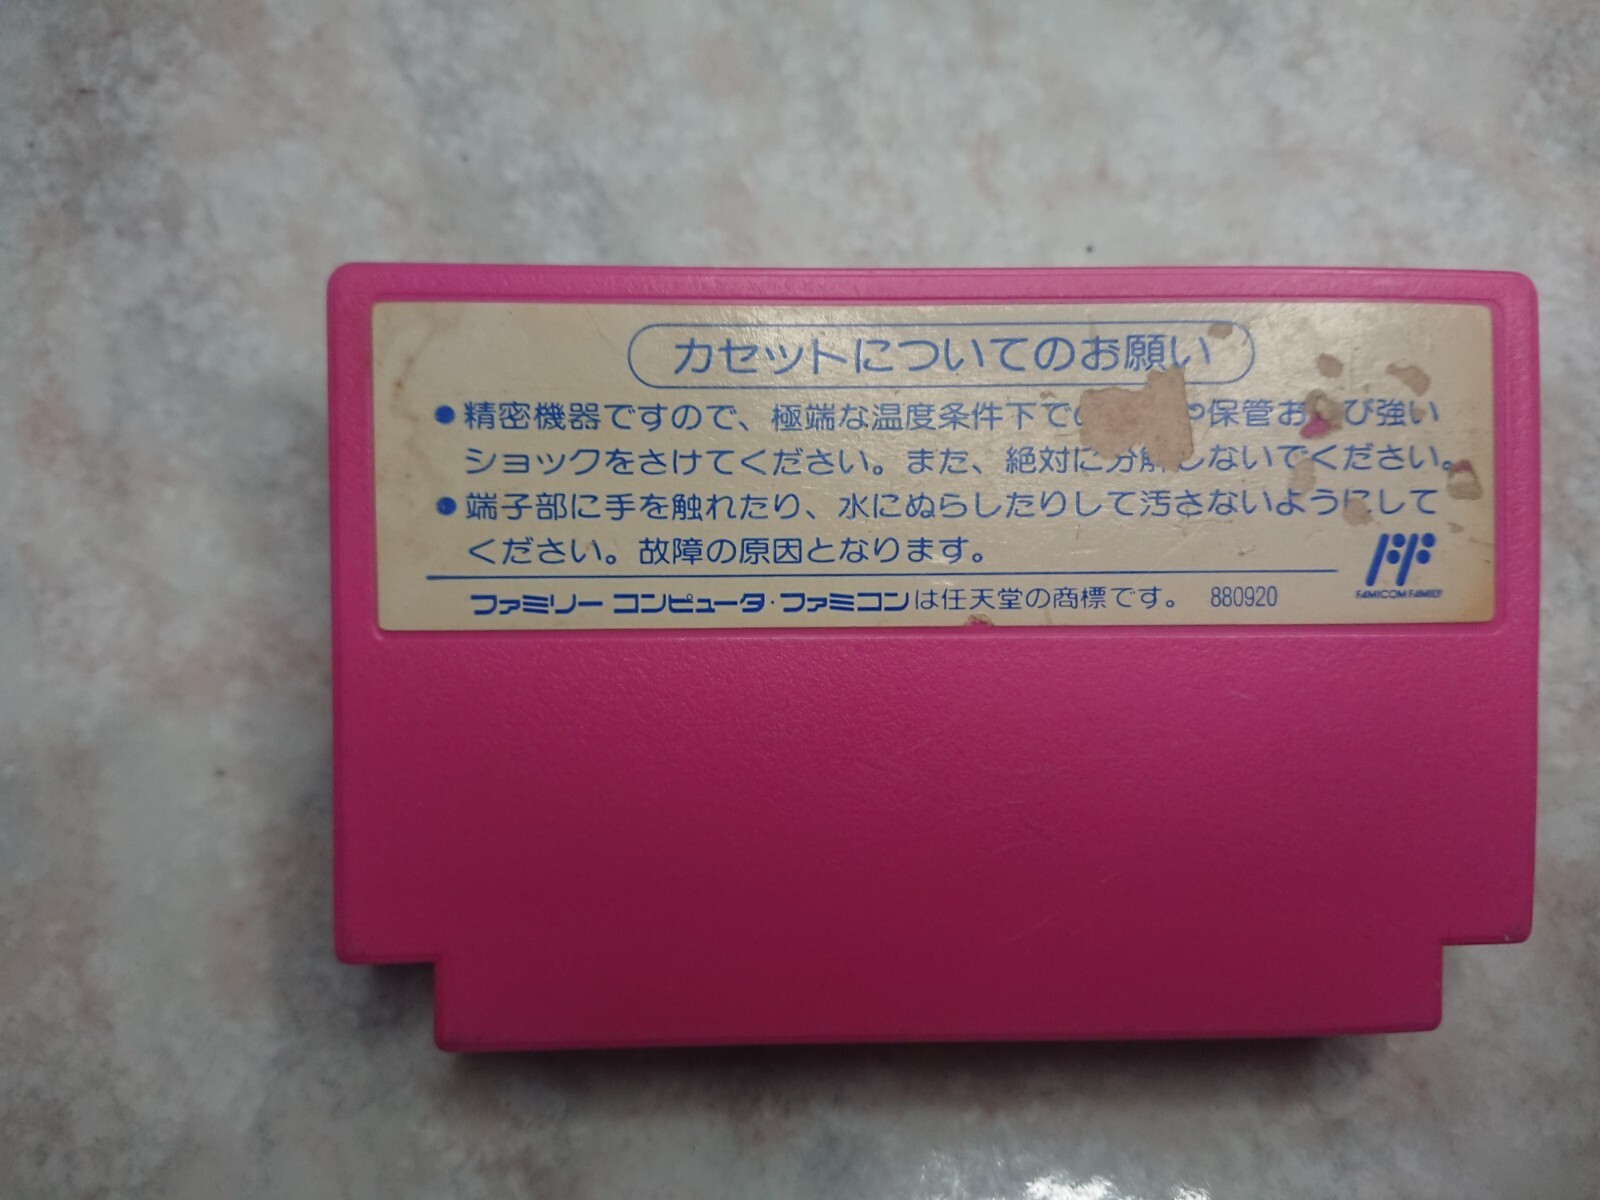 カセットについてのお願い
●精密機器ですので、極端な温度条件下での や保管および強い
ショックをさけてください。また、絶対に分解しないでください。
●端子部に手を触れたり、水にぬらしたりして汚さないようにして
ください。故障の原因となります。
ファミリー コンピュータ・ファミコンは任天堂の商標です。 880920
FAMICOM FAMILY